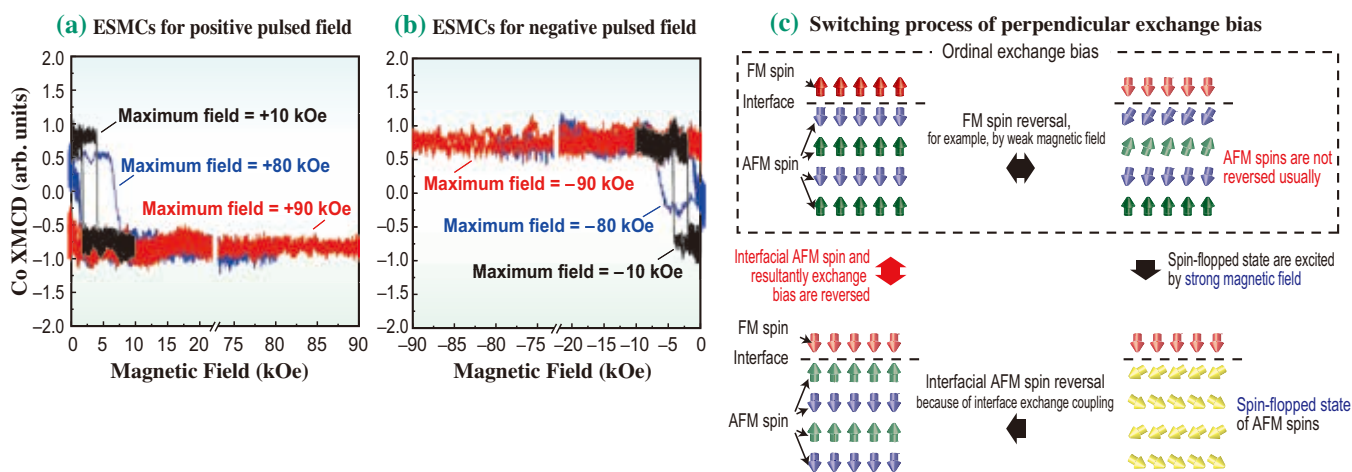 (a) ESMCs for positive pulsed field
Co XMCD (arb. units)
2.0
1.5
1.0
0.5
0.0
−0.5
−1.0
−1.5
−2.0
Maximum field = +10 kOe
Maximum field = +80 kOe
Maximum field = +90 kOe
0 5 10 15 20 75 80 85 90
Magnetic Field (kOe)
(b) ESMCs for negative pulsed field
2.0
1.5
1.0
0.5
0.0
−0.5
−1.0
−1.5
−2.0
Maximum field = −90 kOe
Maximum field = −80 kOe
Maximum field = −10 kOe
−90 −85 −80 −75 −20 −15 −10 −5 0
Magnetic Field (kOe)
(c) Switching process of perpendicular exchange bias
Ordinal exchange bias
FM spin
Interface
AFM spin
FM spin reversal,
for example, by weak magnetic field
AFM spins are not
reversed usually
Interfacial AFM spin and
resultantly exchange
bias are reversed
Spin-flopped state are excited
by strong magnetic field
FM spin
Interface
AFM spin
Interfacial AFM spin reversal
because of interface exchange coupling
Spin-flopped state
of AFM spins